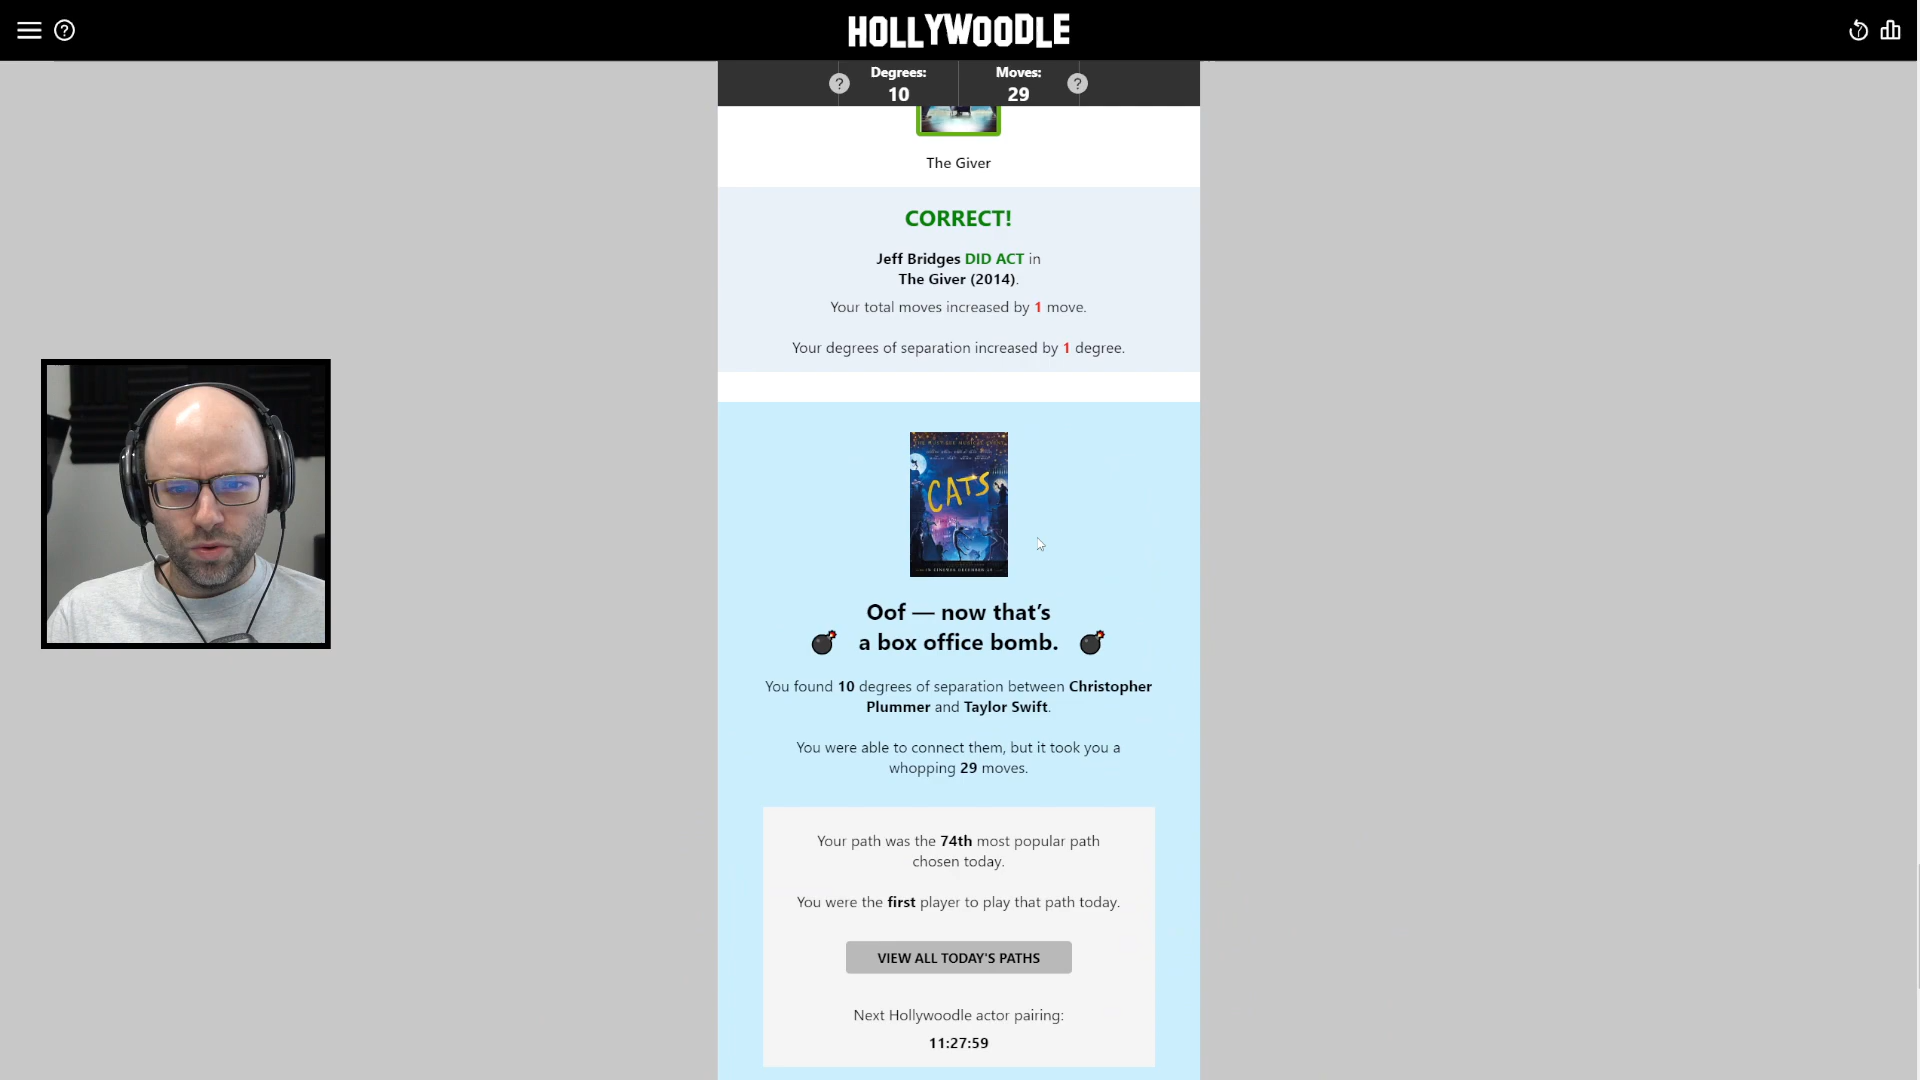 HOLLYWOODLE
Degrees:
10
Moves:
29
?
?
?
The Giver
CORRECT!
Jeff Bridges DID ACT in
The Giver (2014).
Your total moves increased by 1 move.
Your degrees of separation increased by 1 degree.
CATS
Oof — now that's
a box office bomb.
You found 10 degrees of separation between Christopher
Plummer and Taylor Swift.
You were able to connect them, but it took you a
whopping 29 moves.
Your path was the 74th most popular path
chosen today.
You were the first player to play that path today.
VIEW ALL TODAY'S PATHS
Next Hollywoodle actor pairing:
11:27:59